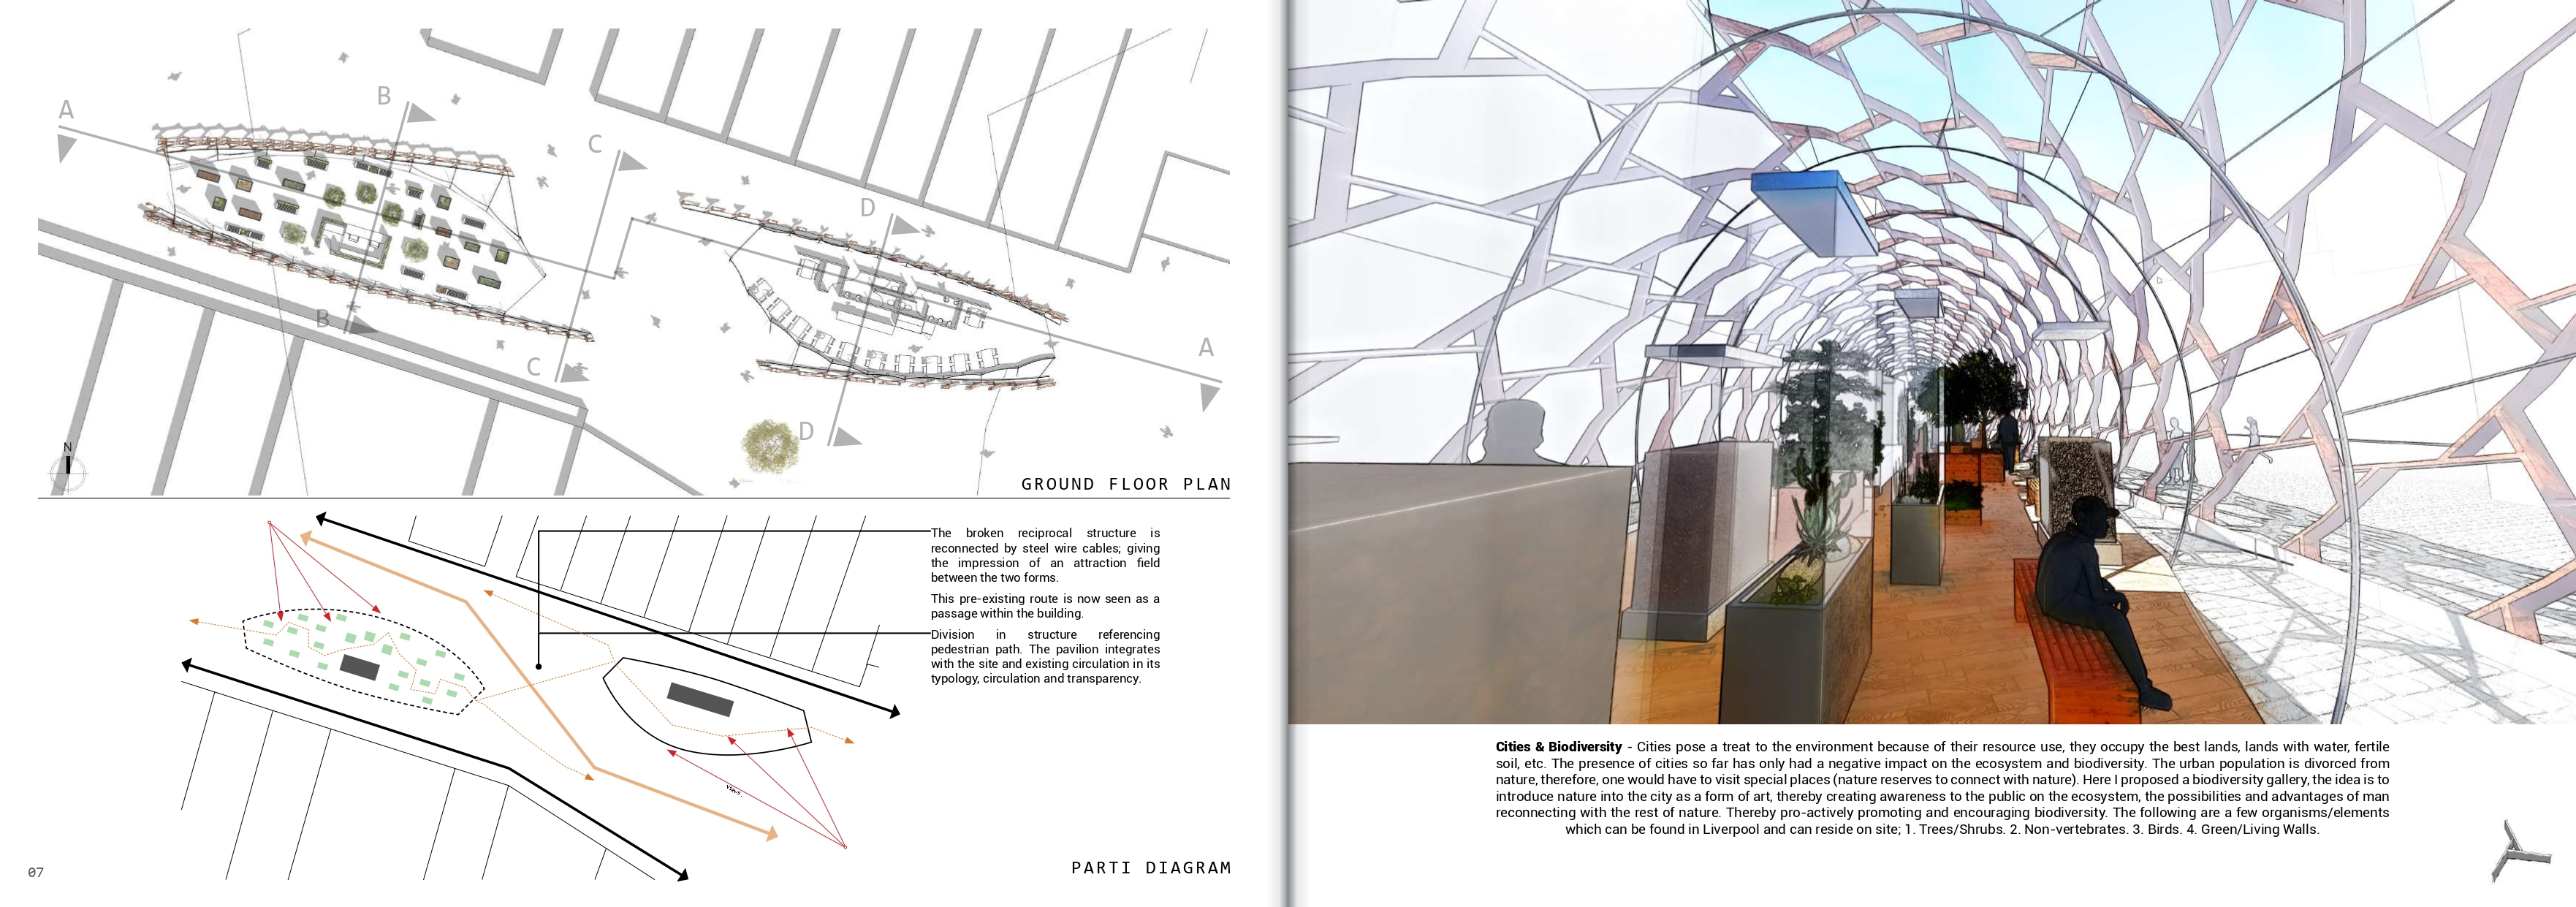 A
B
C
D
B
C
A
D
N
GROUND FLOOR PLAN
The broken reciprocal structure is
reconnected by steel wire cables; giving
the impression of an attraction field
between the two forms.
This pre-existing route is now seen as a
passage within the building.
Division in structure referencing
pedestrian path. The pavilion integrates
with the site and existing circulation in its
typology, circulation and transparency.
PARTI DIAGRAM
07
Cities & Biodiversity - Cities pose a treat to the environment because of their resource use, they occupy the best lands, lands with water, fertile
soil, etc. The presence of cities so far has only had a negative impact on the ecosystem and biodiversity. The urban population is divorced from
nature, therefore, one would have to visit special places (nature reserves to connect with nature). Here I proposed a biodiversity gallery, the idea is to
introduce nature into the city as a form of art, thereby creating awareness to the public on the ecosystem, the possibilities and advantages of man
reconnecting with the rest of nature. Thereby pro-actively promoting and encouraging biodiversity. The following are a few organisms/elements
which can be found in Liverpool and can reside on site; 1. Trees/Shrubs. 2. Non-vertebrates. 3. Birds. 4. Green/Living Walls.